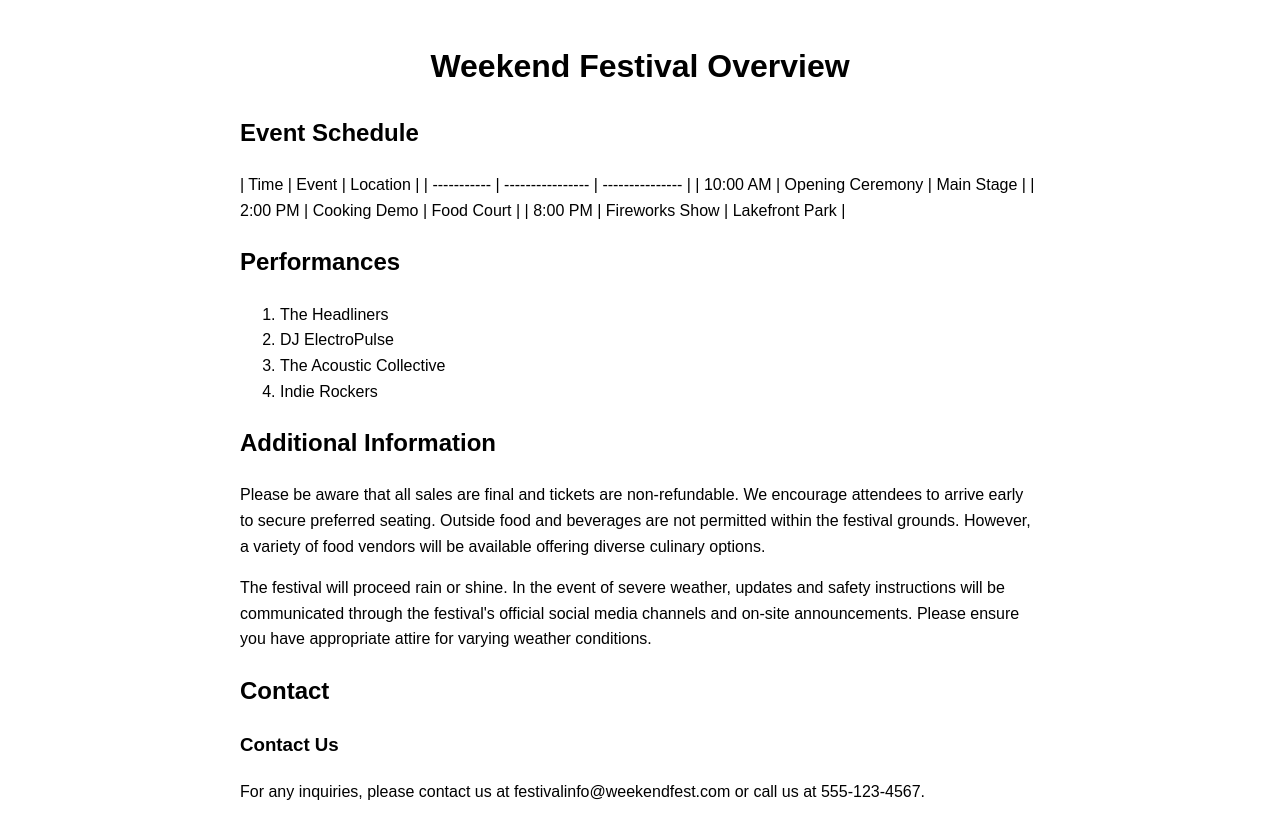 Weekend Festival Overview
Event Schedule
| Time | Event | Location | | ----------- | ---------------- | --------------- | | 10:00 AM | Opening Ceremony | Main Stage | |
2:00 PM | Cooking Demo | Food Court | | 8:00 PM | Fireworks Show | Lakefront Park |
Performances
1. The Headliners
2. DJ ElectroPulse
3. The Acoustic Collective
4. Indie Rockers
Additional Information
Please be aware that all sales are final and tickets are non-refundable. We encourage attendees to arrive early
to secure preferred seating. Outside food and beverages are not permitted within the festival grounds. However,
a variety of food vendors will be available offering diverse culinary options.
The festival will proceed rain or shine. In the event of severe weather, updates and safety instructions will be
communicated through the festival's official social media channels and on-site announcements. Please ensure
you have appropriate attire for varying weather conditions.
Contact
Contact Us
For any inquiries, please contact us at festivalinfo@weekendfest.com or call us at 555-123-4567.